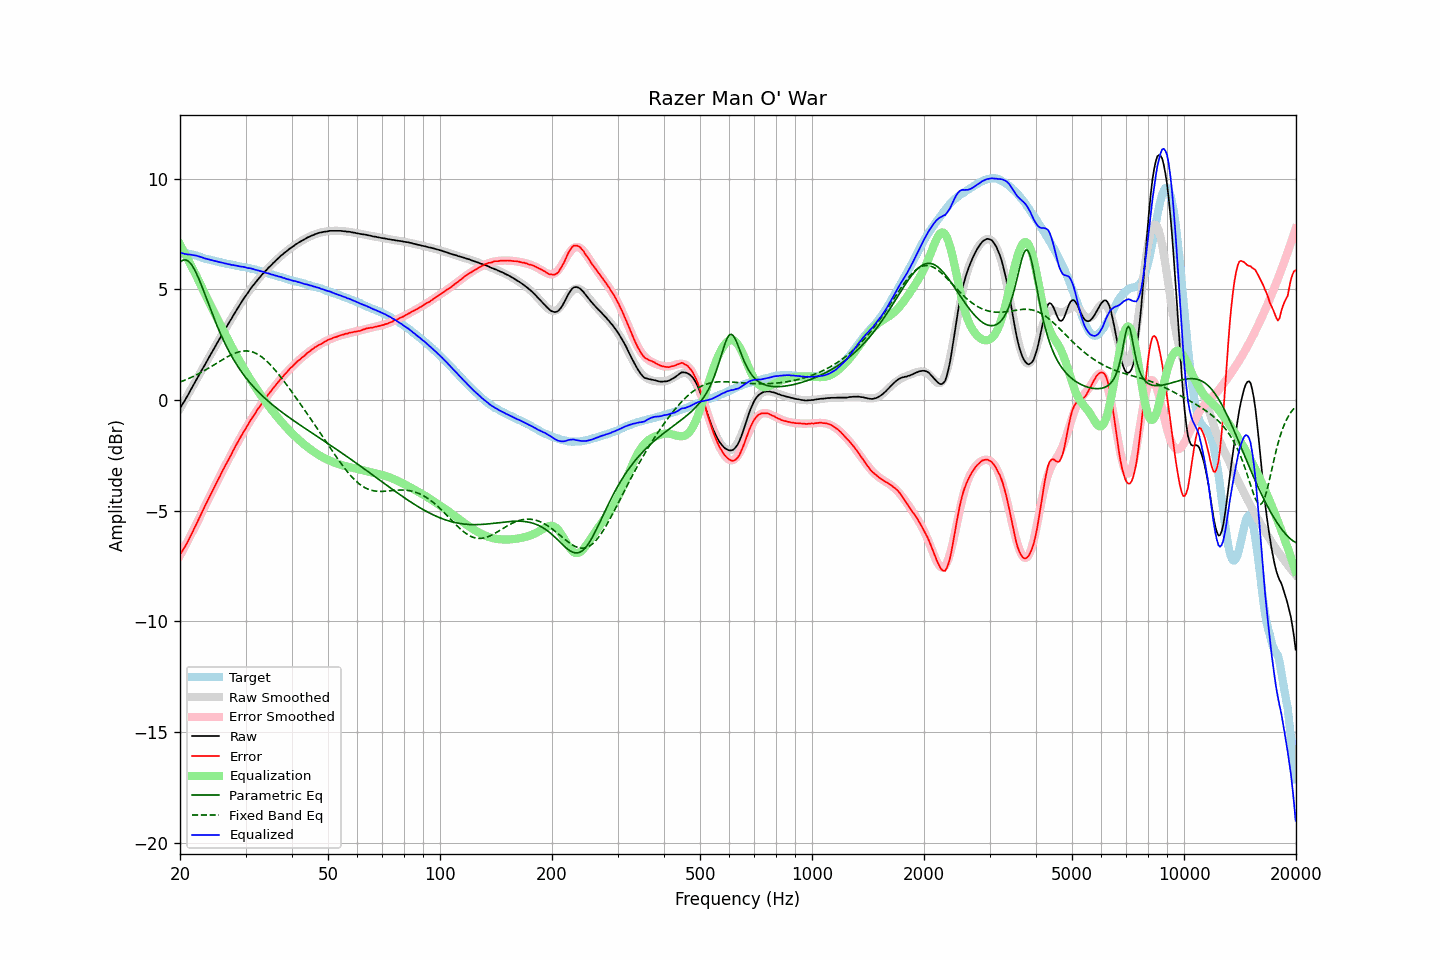 Razer Man O' War
Amplitude (dBr)
10
5
0
−5
−10
−15
−20
Target
Raw Smoothed
Error Smoothed
Raw
Error
Equalization
Parametric Eq
Fixed Band Eq
Equalized
20 50 100 200 500 1000 2000 5000 10000 20000
Frequency (Hz)